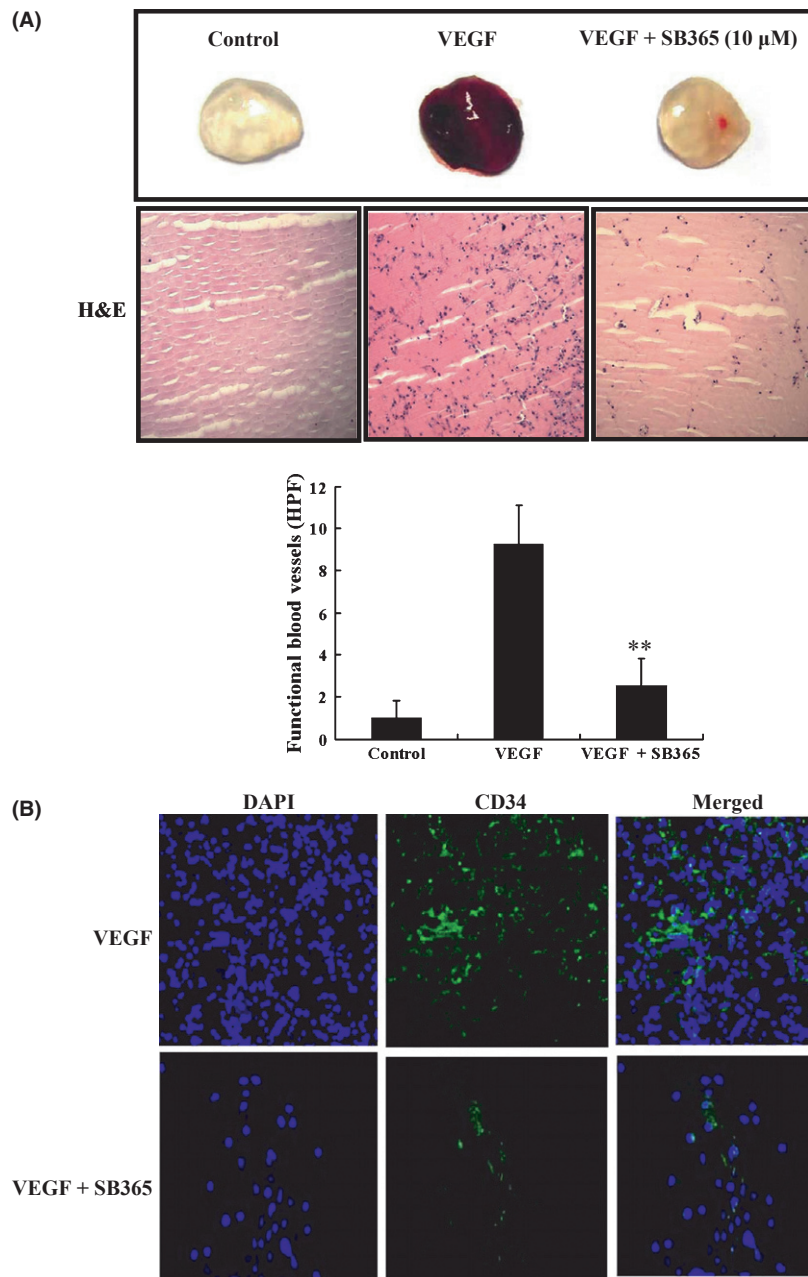 (A)
Control VEGF VEGF + SB365 (10 μM)
H&E
Functional blood vessels (HPF)
12
10
8
6
4
2
0
**
Control VEGF VEGF + SB365
(B)
DAPI CD34 Merged
VEGF
VEGF + SB365